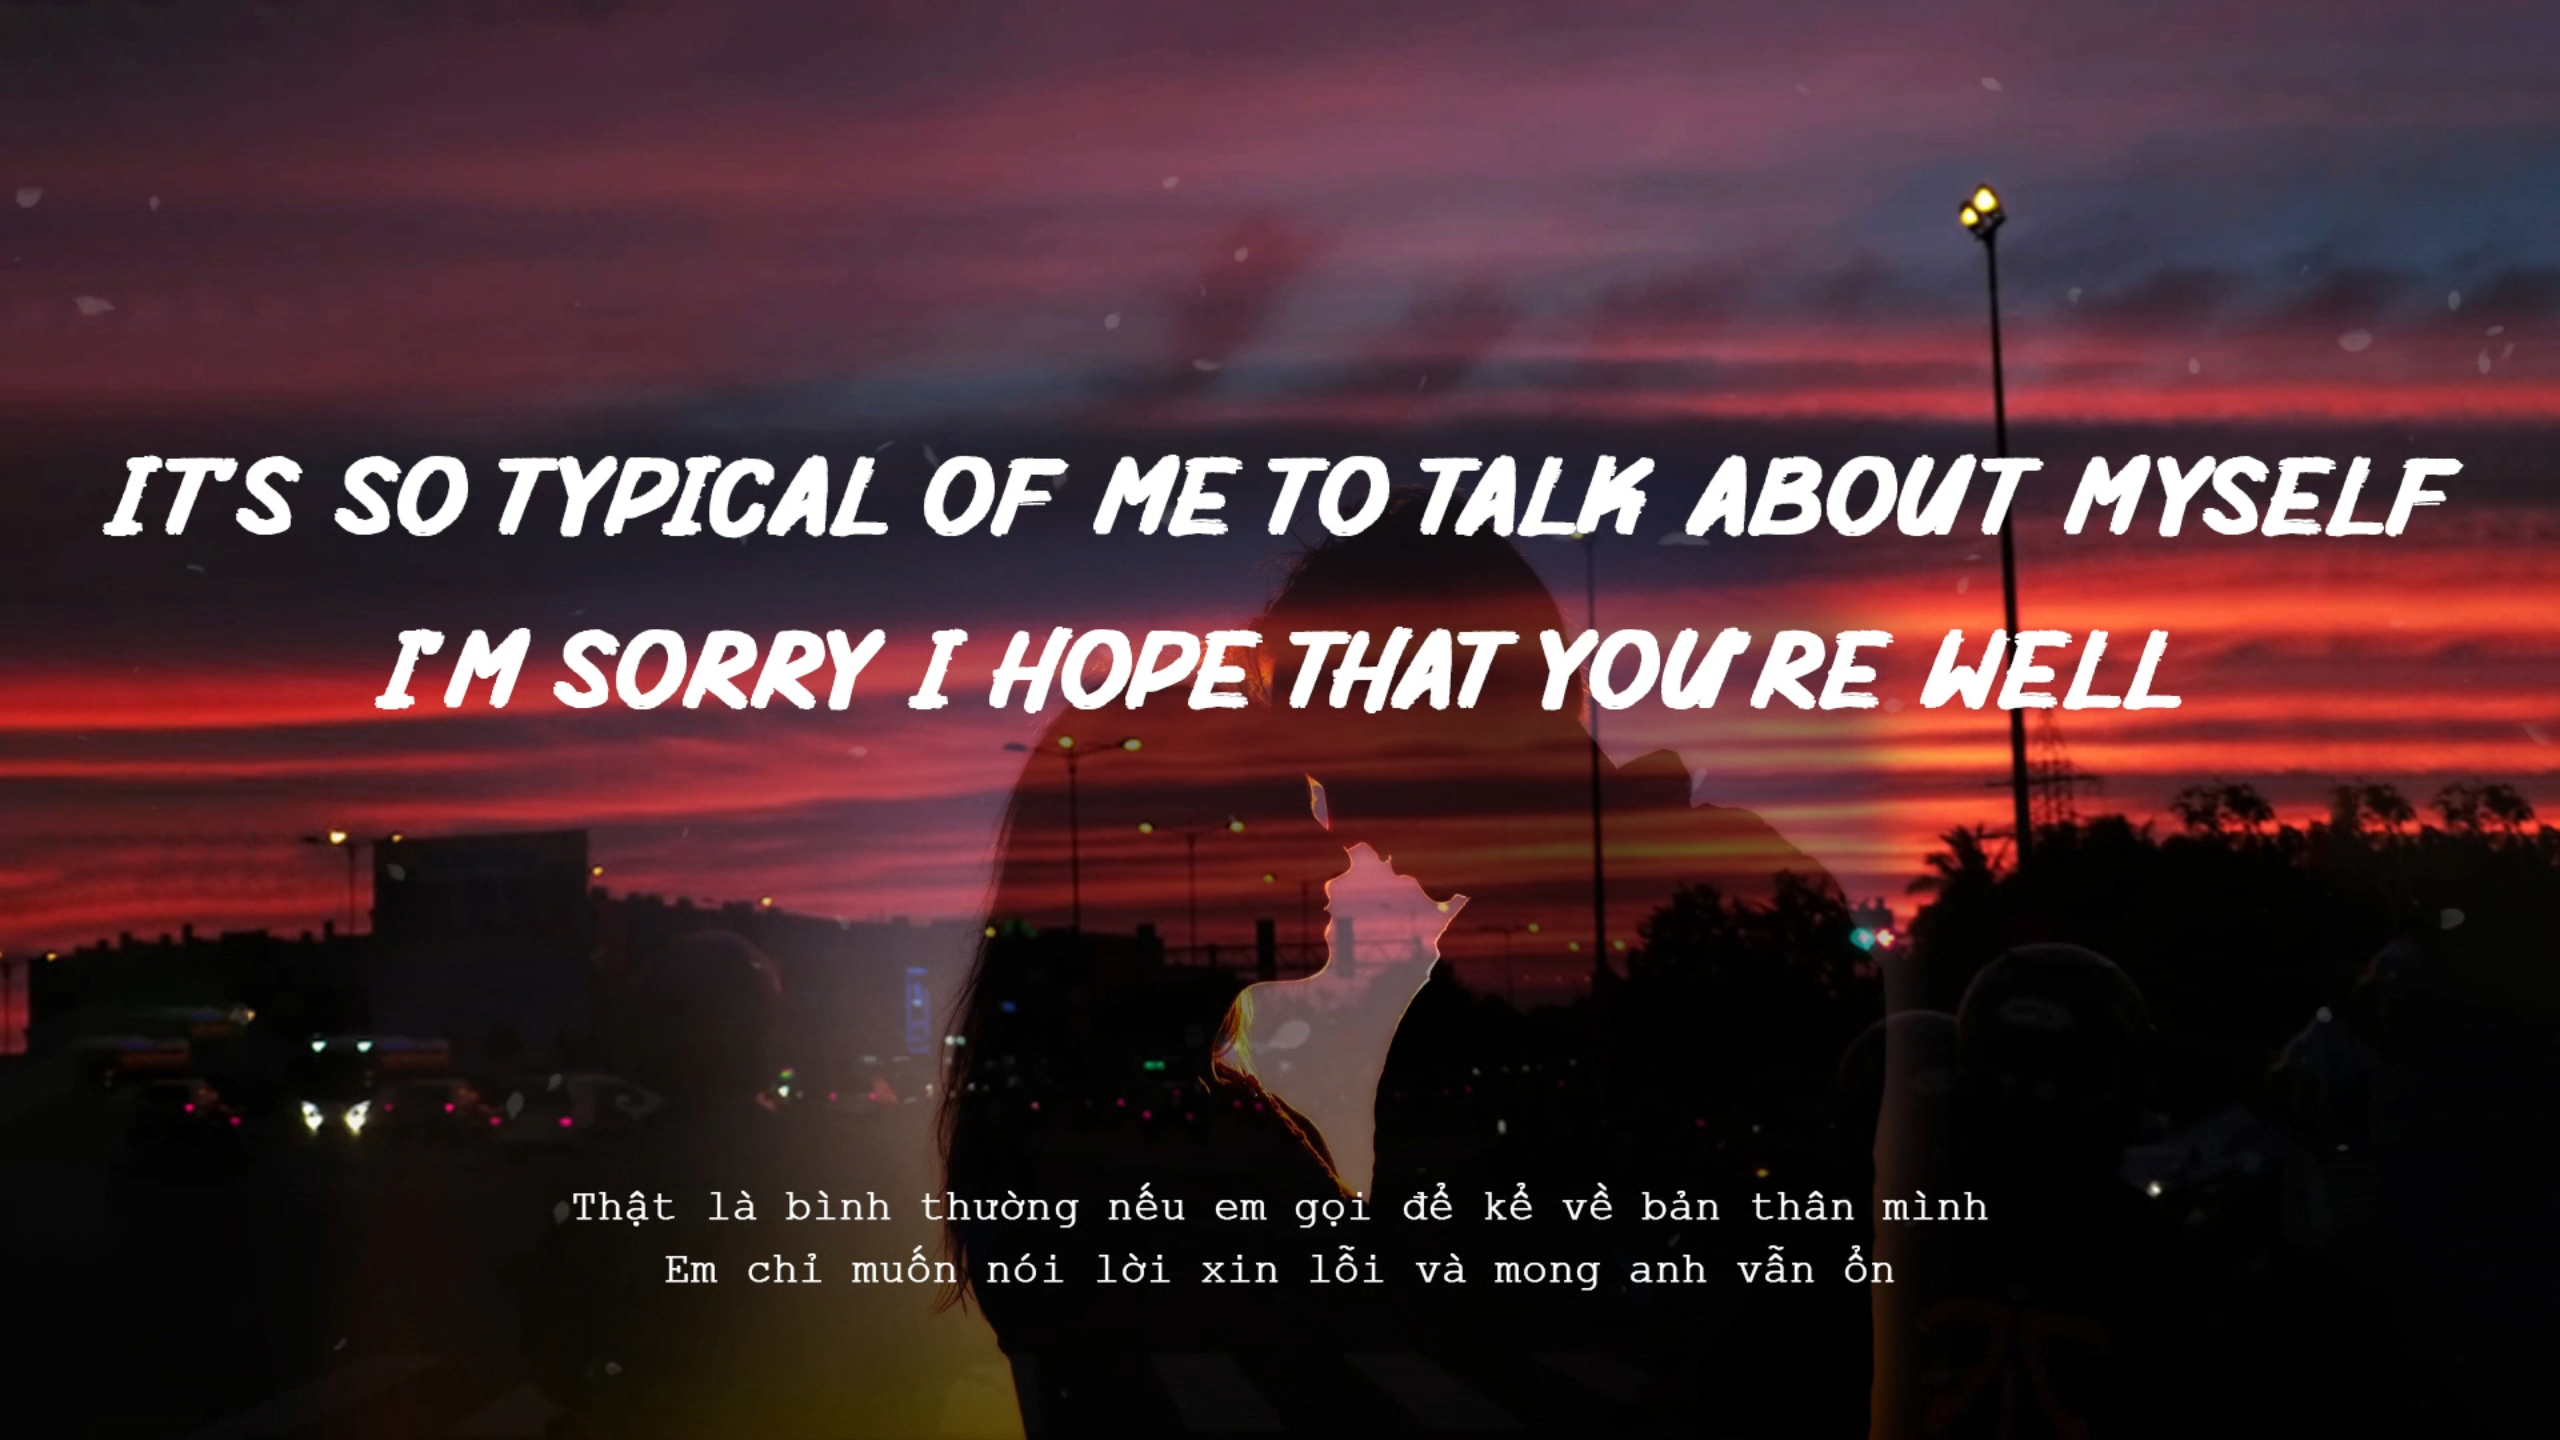 IT'S SO TYPICAL OF ME TO TALK ABOUT MYSELF
I'M SORRY I HOPE THAT YOU'RE WELL
Thật là bình thường nếu em gọi để kể về bản thân mình
Em chỉ muốn nói lời xin lỗi và mong anh vẫn ổn